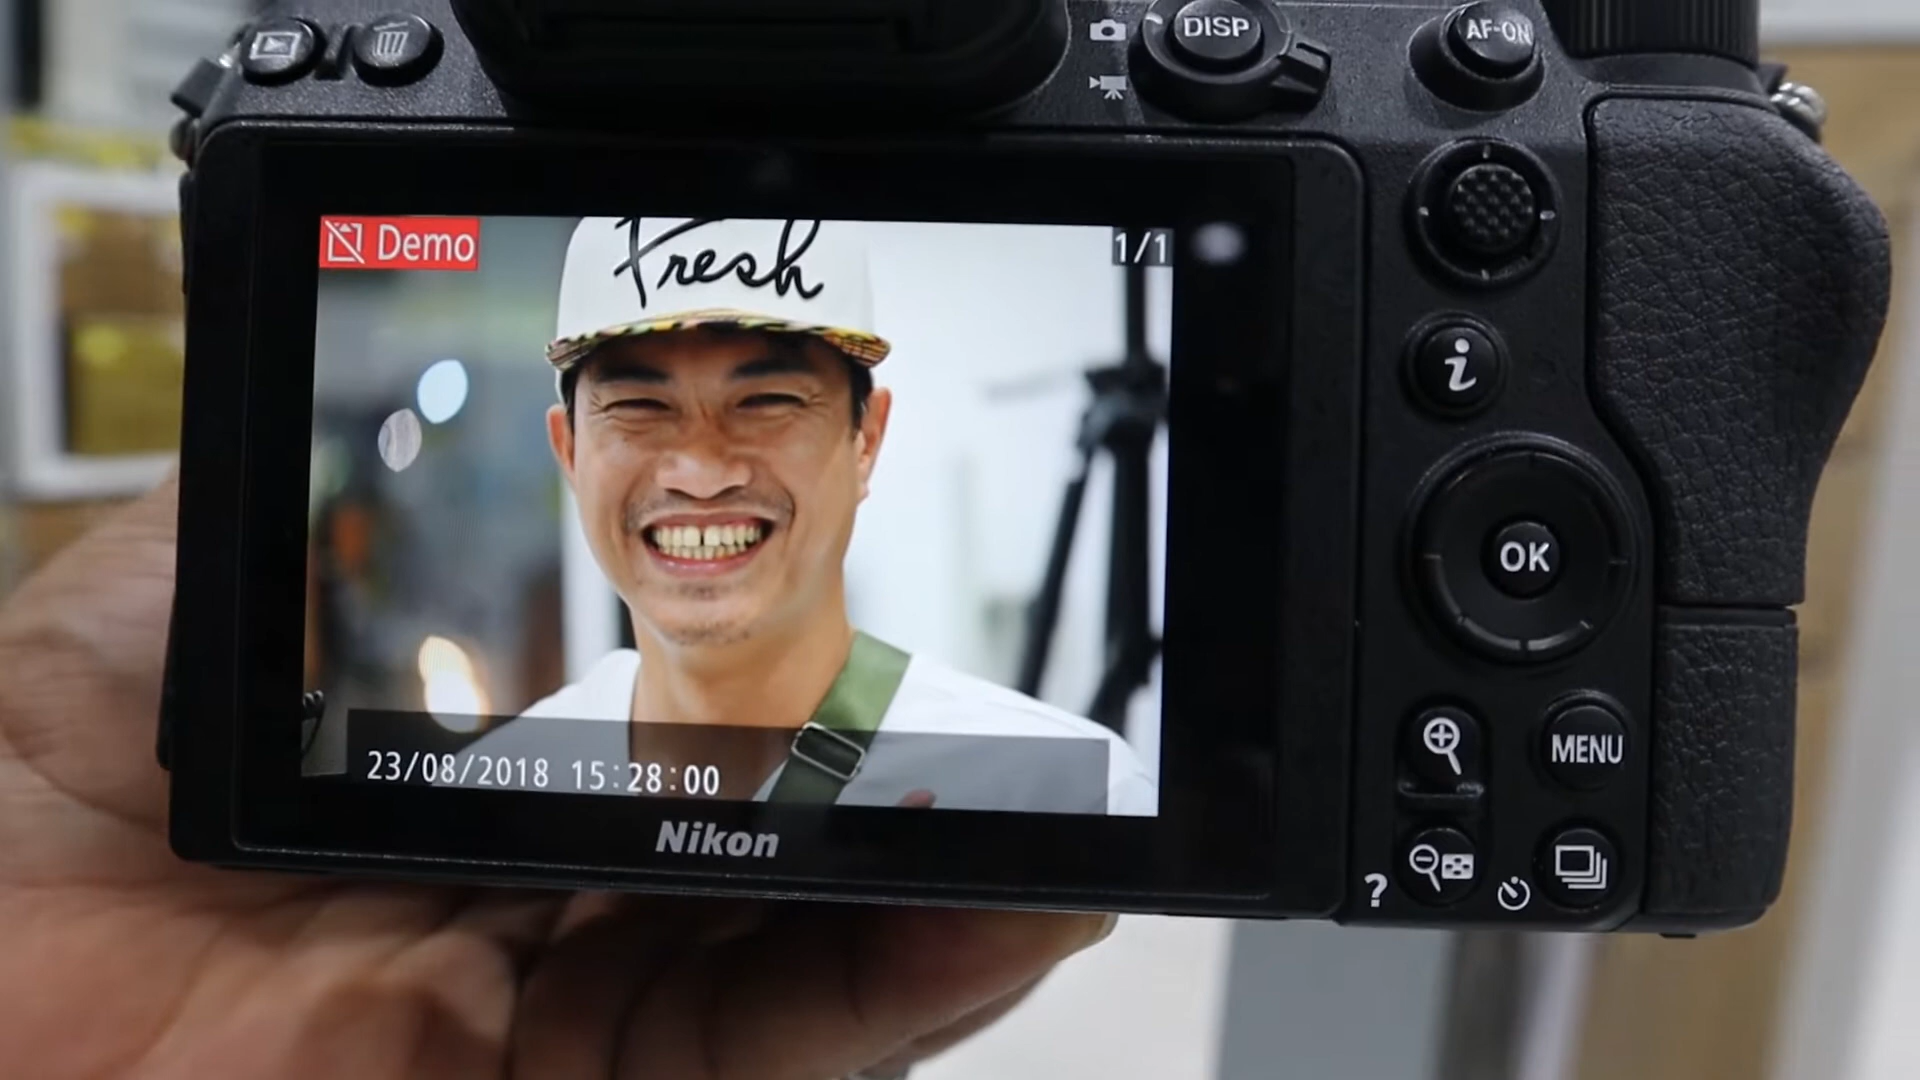 DISP
AF-ON
Demo
1/1
Fresh
i
OK
23/08/2018 15:28:00
MENU
Nikon
?